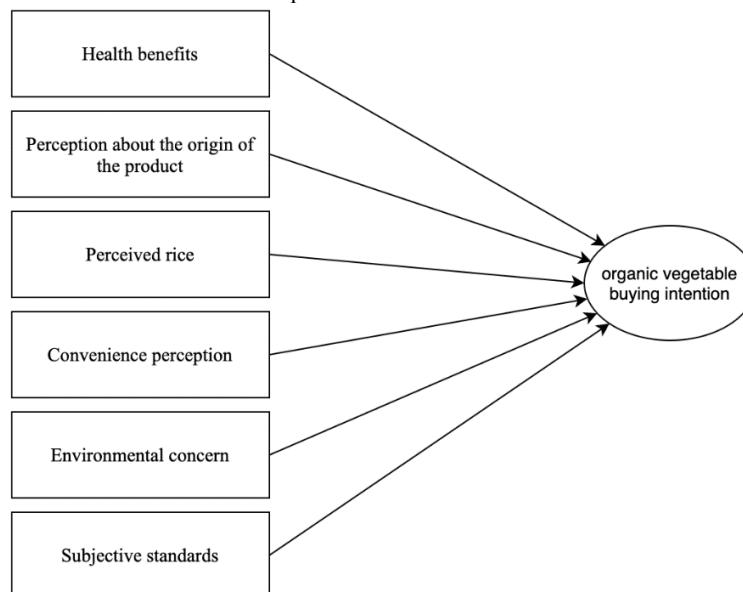 Health benefits
Perception about the origin of
the product
Perceived rice
Convenience perception
Environmental concern
Subjective standards
organic vegetable
buying intention